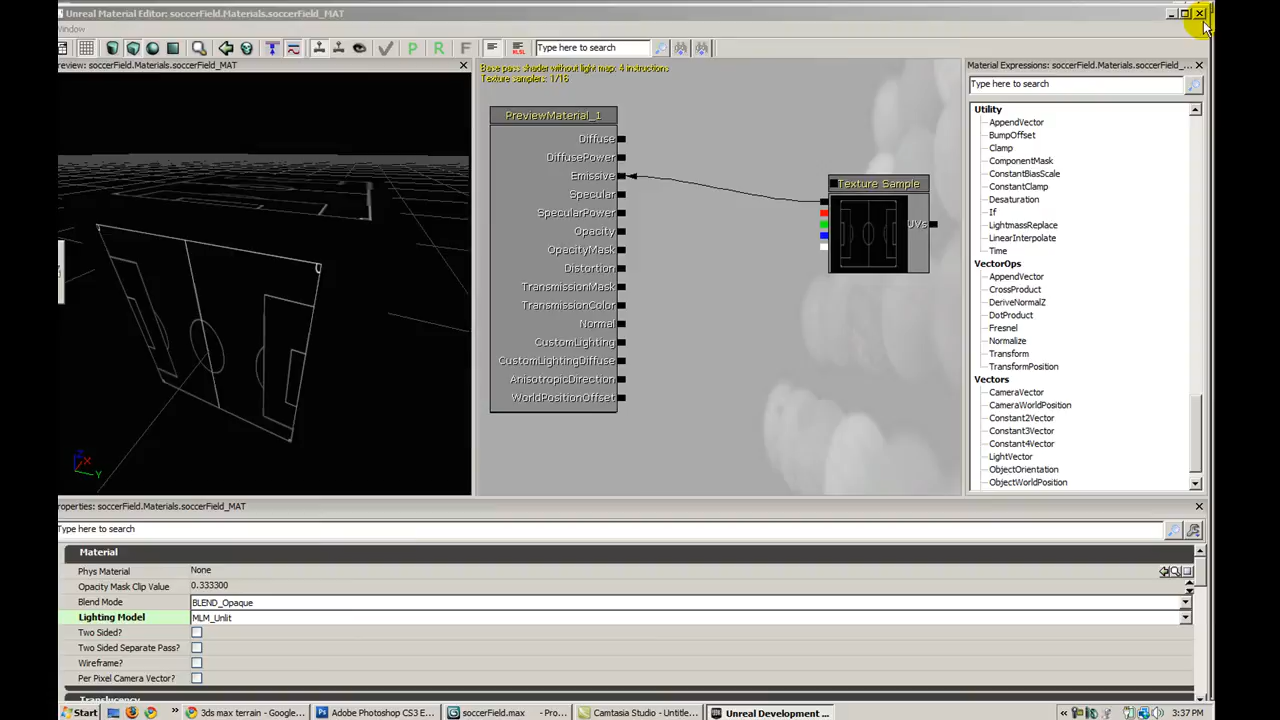 Unreal Material Editor: soccerField.Materials.soccerField_MAT
Window
Type here to search
review: soccerField.Materials.soccerField_MAT
Base pass shader without light map: 4 instructions
Texture samplers: 1/16
PreviewMaterial_1
Diffuse
DiffusePower
Emissive
Specular
SpecularPower
Opacity
OpacityMask
Distortion
TransmissionMask
TransmissionColor
Normal
CustomLighting
CustomLightingDiffuse
AnisotropicDirection
WorldPositionOffset
Texture Sample
UVs
Z
X
Y
Material Expressions: soccerField.Materials.soccerField_...
Type here to search
Utility
AppendVector
BumpOffset
Clamp
ComponentMask
ConstantBiasScale
ConstantClamp
Desaturation
If
LightmassReplace
LinearInterpolate
Time
VectorOps
AppendVector
CrossProduct
DeriveNormalZ
DotProduct
Fresnel
Normalize
Transform
TransformPosition
Vectors
CameraVector
CameraWorldPosition
Constant2Vector
Constant3Vector
Constant4Vector
LightVector
ObjectOrientation
ObjectWorldPosition
roperties: soccerField.Materials.soccerField_MAT
Type here to search
Material
Phys Material None
Opacity Mask Clip Value 0.333300
Blend Mode BLEND_Opaque
Lighting Model MLM_Unlit
Two Sided?
Two Sided Separate Pass?
Wireframe?
Per Pixel Camera Vector?
Translucency
Start 3ds max terrain - Google... Adobe Photoshop CS3 E... soccerField.max - Pro... Camtasia Studio - Untitle... Unreal Development ... 3:37 PM